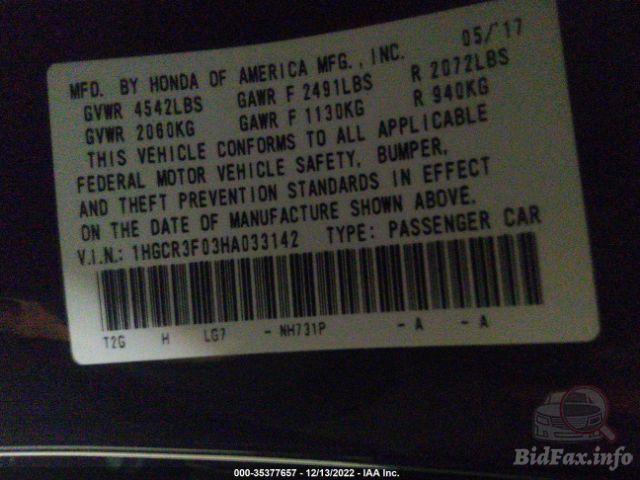 MFD. BY HONDA OF AMERICA MFG., INC. 05/'17
GVWR 4542LBS GAWR F 2491LBS R 2072LBS
GVWR 2060KG GAWR F 1130KG R 940KG
THIS VEHICLE CONFORMS TO ALL APPLICABLE
FEDERAL MOTOR VEHICLE SAFETY, BUMPER,
AND THEFT PREVENTION STANDARDS IN EFFECT
ON THE DATE OF MANUFACTURE SHOWN ABOVE.
V.I.N.: 1HGCR3F03HA033142 TYPE: PASSENGER CAR
T2G H LG7 - NH731P - A - A
BidFax.info
000-35377657 - 12/13/2022 - IAA Inc.